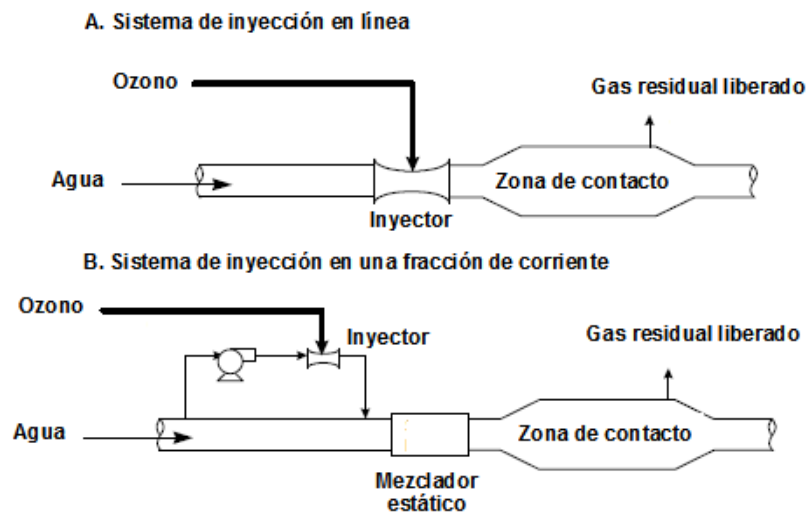 A. Sistema de inyección en línea
Ozono
Gas residual liberado
Agua
Zona de contacto
Inyector
B. Sistema de inyección en una fracción de corriente
Ozono
Inyector
Gas residual liberado
Agua
Zona de contacto
Mezclador
estático